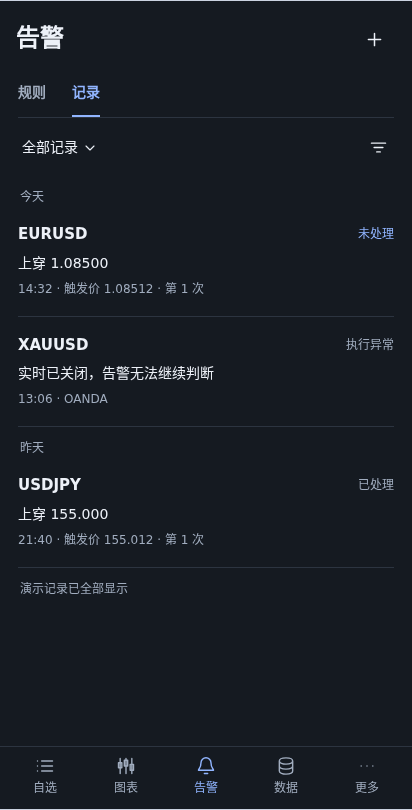 告警
规则 记录
全部记录
今天
EURUSD 未处理
上穿 1.08500
14:32 · 触发价 1.08512 · 第 1 次
XAUUSD 执行异常
实时已关闭，告警无法继续判断
13:06 · OANDA
昨天
USDJPY 已处理
上穿 155.000
21:40 · 触发价 155.012 · 第 1 次
演示记录已全部显示
自选 图表 告警 数据 更多